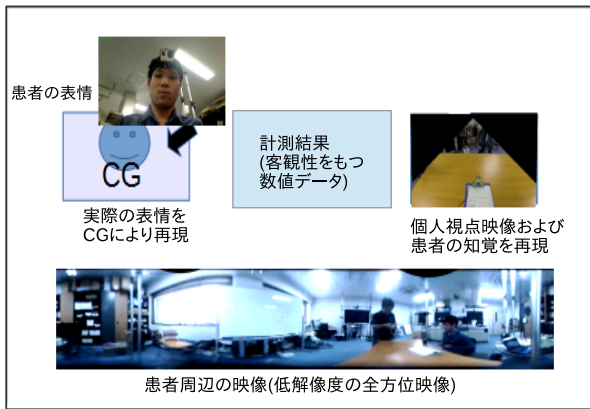 患者の表情
CG
実際の表情を
CGにより再現
計測結果
(客観性をもつ
数値データ)
個人視点映像および
患者の知覚を再現
患者周辺の映像(低解像度の全方位映像)